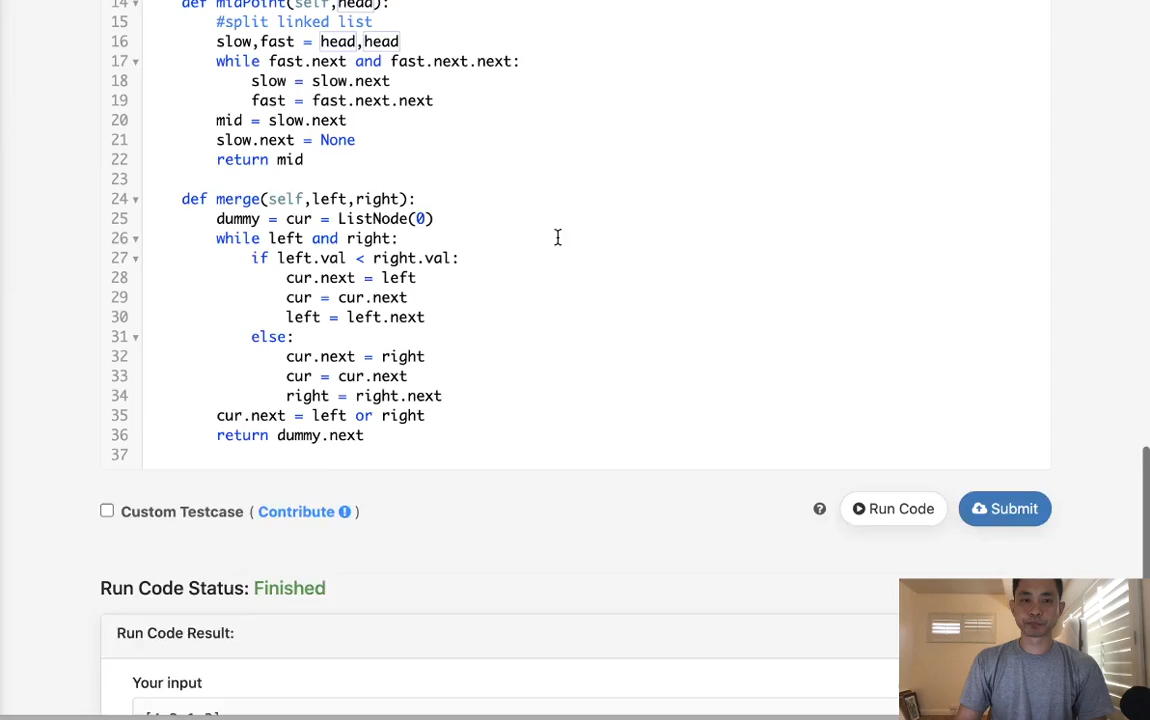 14 def midPoint(self,head):
15 #split linked list
16 slow,fast = head,head
17 while fast.next and fast.next.next:
18 slow = slow.next
19 fast = fast.next.next
20 mid = slow.next
21 slow.next = None
22 return mid
23
24 def merge(self,left,right):
25 dummy = cur = ListNode(0)
26 while left and right:
27 if left.val < right.val:
28 cur.next = left
29 cur = cur.next
30 left = left.next
31 else:
32 cur.next = right
33 cur = cur.next
34 right = right.next
35 cur.next = left or right
36 return dummy.next
37
Custom Testcase ( Contribute )
? Run Code Submit
Run Code Status: Finished
Run Code Result:
Your input